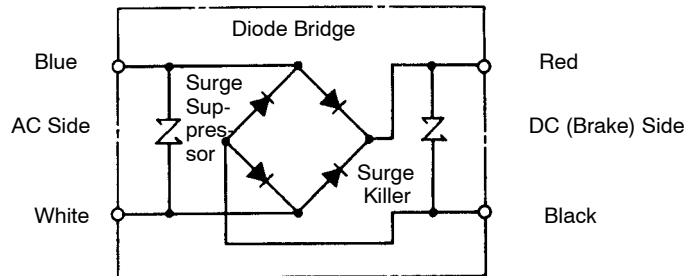 Diode Bridge
Blue
Red
Surge
Sup-
pres-
sor
AC Side
DC (Brake) Side
Surge
Killer
White
Black